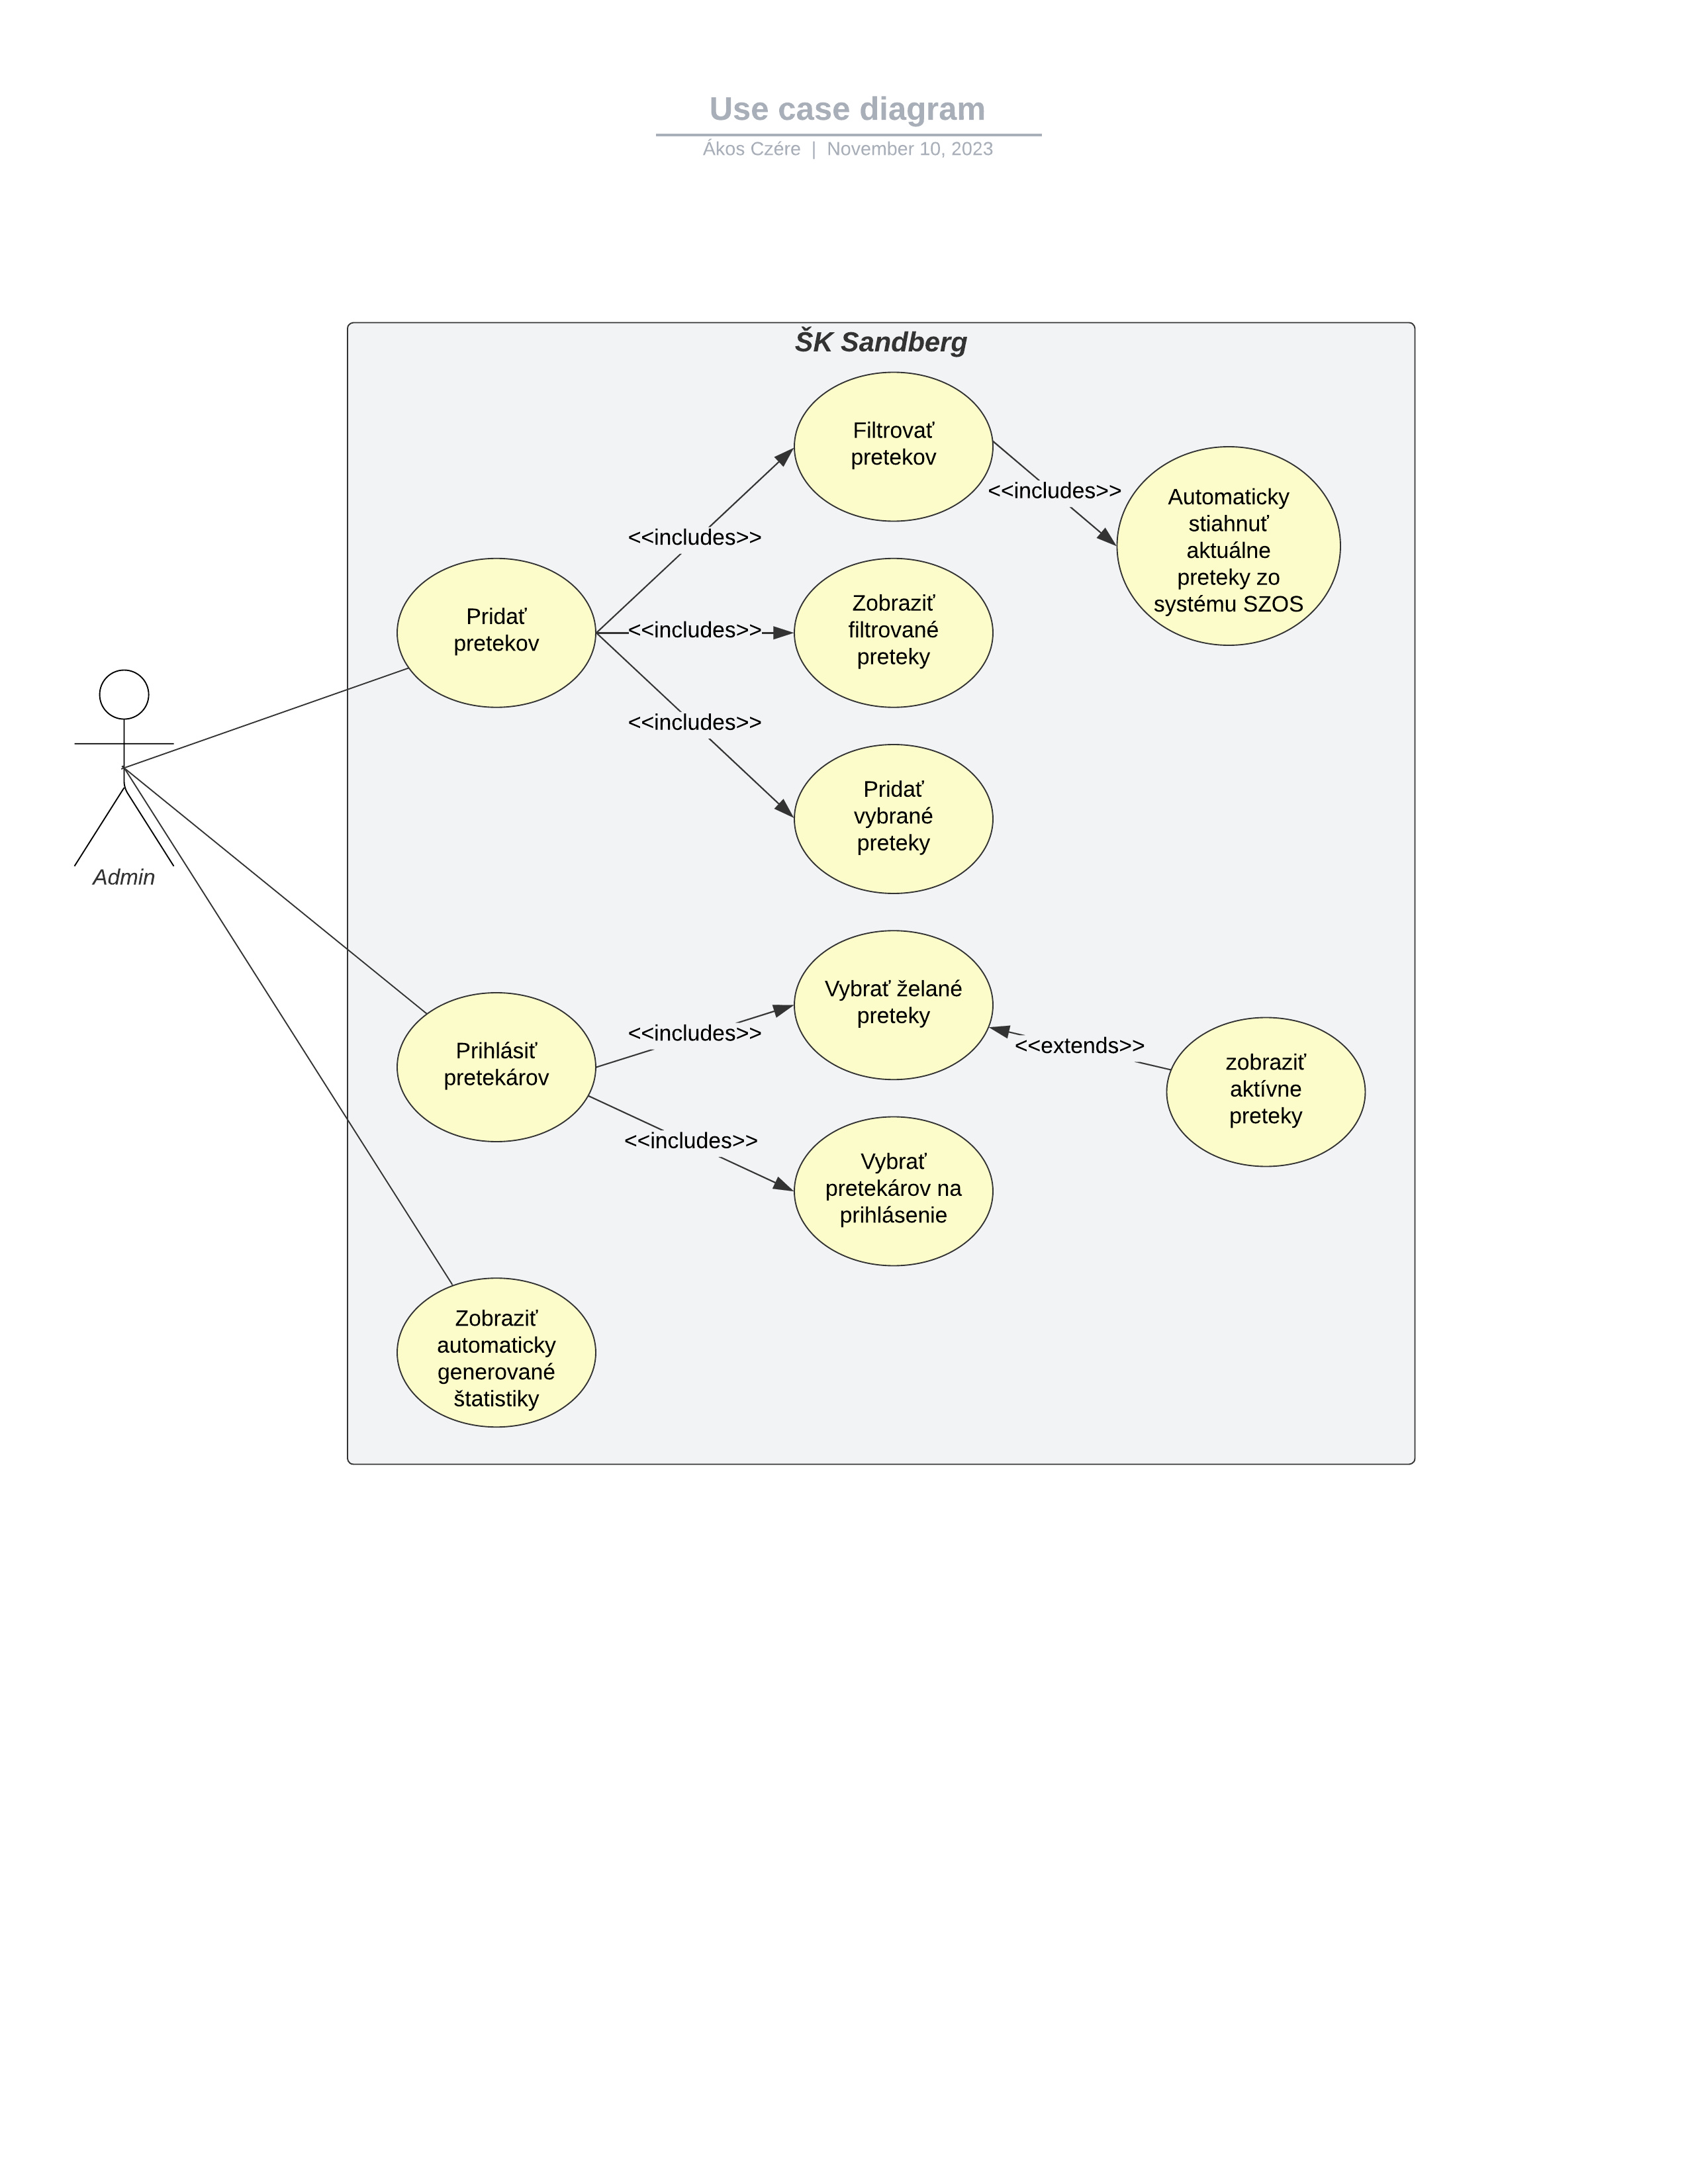 Use case diagram
Ákos Czére | November 10, 2023
ŠK Sandberg
Filtrovať
pretekov
<<includes>>
Automaticky
stiahnuť
aktuálne
preteky zo
systému SZOS
<<includes>>
Pridať
pretekov
<<includes>>
Zobraziť
filtrované
preteky
<<includes>>
Pridať
vybrané
preteky
Admin
Vybrať želané
preteky
<<includes>>
<<extends>>
Prihlásiť
pretekárov
zobraziť
aktívne
preteky
<<includes>>
Vybrať
pretekárov na
prihlásenie
Zobraziť
automaticky
generované
štatistiky